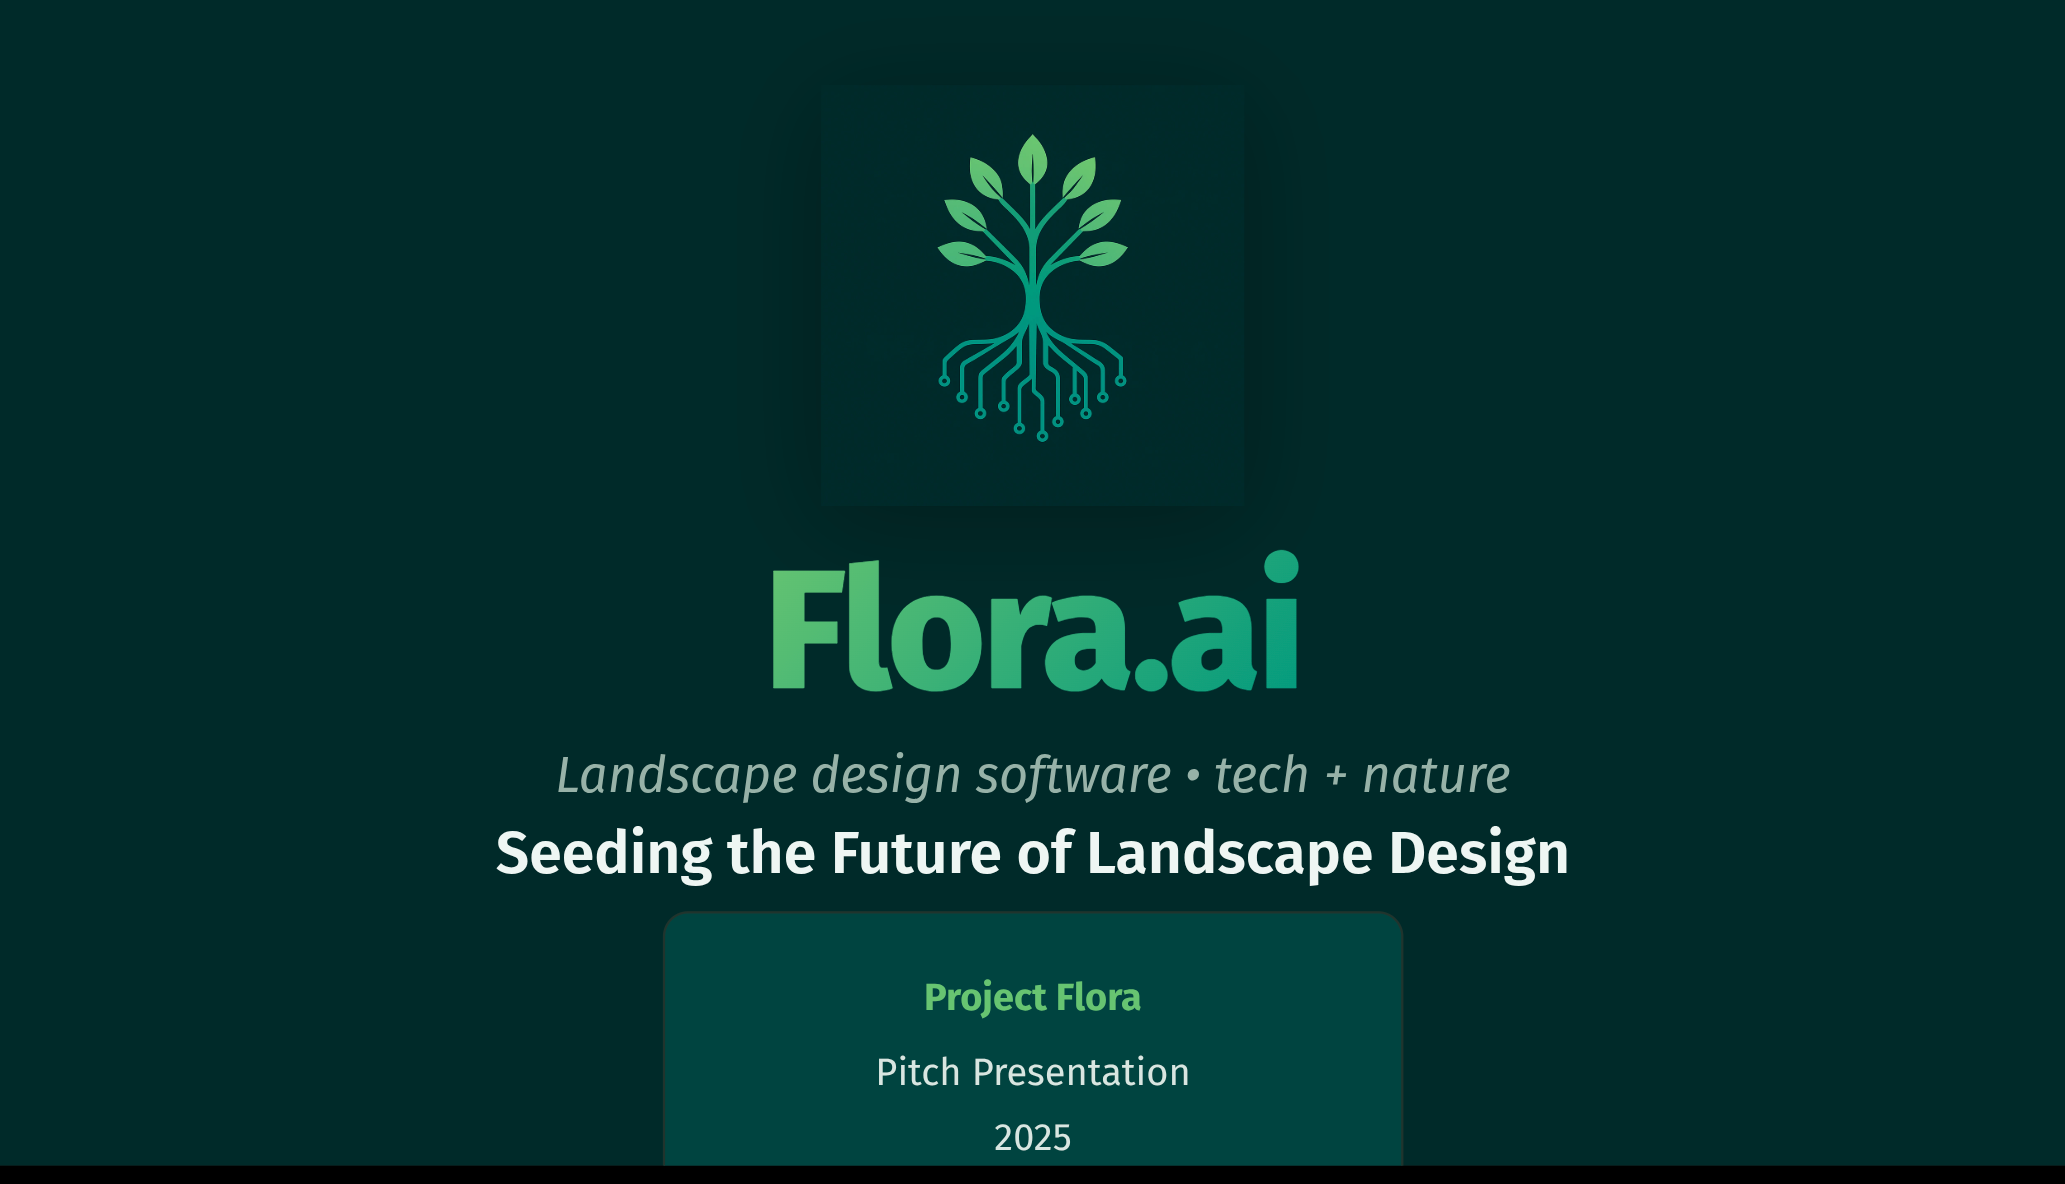 Flora.ai
Landscape design software • tech + nature
Seeding the Future of Landscape Design
Project Flora
Pitch Presentation
2025